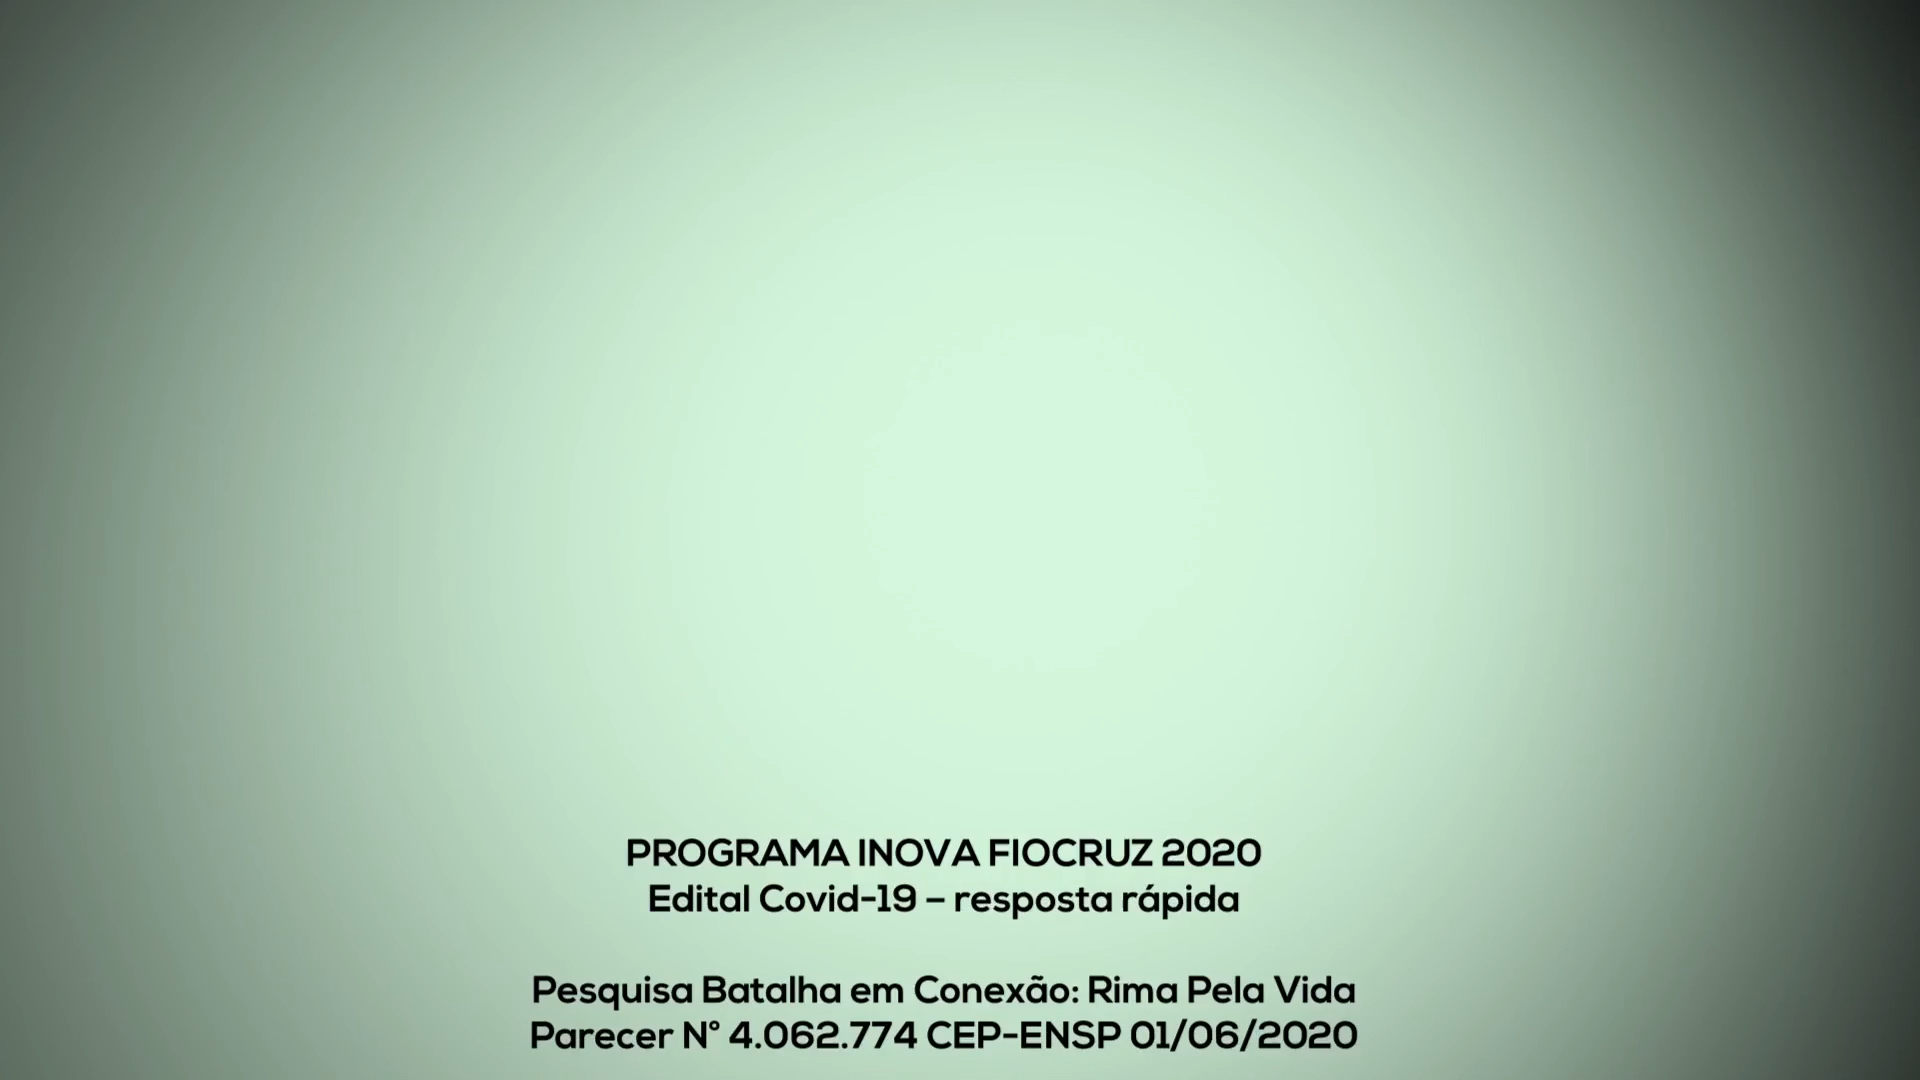 PROGRAMA INOVA FIOCRUZ 2020
Edital Covid-19 – resposta rápida
Pesquisa Batalha em Conexão: Rima Pela Vida
Parecer N° 4.062.774 CEP-ENSP 01/06/2020